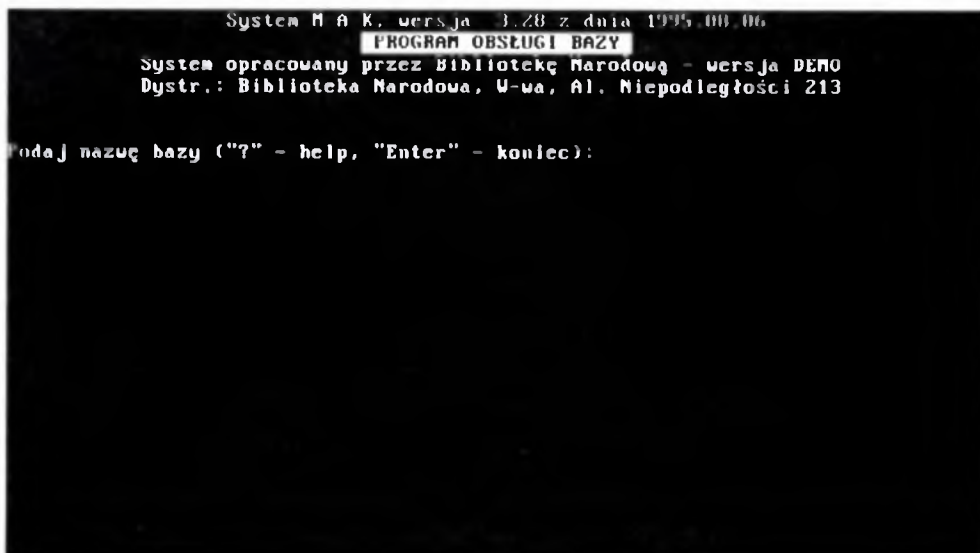 System M A K, wersja 3.28 z dnia 1995.08.06
PROGRAM OBSŁUGI BAZY
System opracowany przez Bibliotekę Narodową - wersja DEMO
Dystr.: Biblioteka Narodowa, W-wa, Al. Niepodległości 213
Podaj nazwę bazy ("?" - help, "Enter" - koniec):